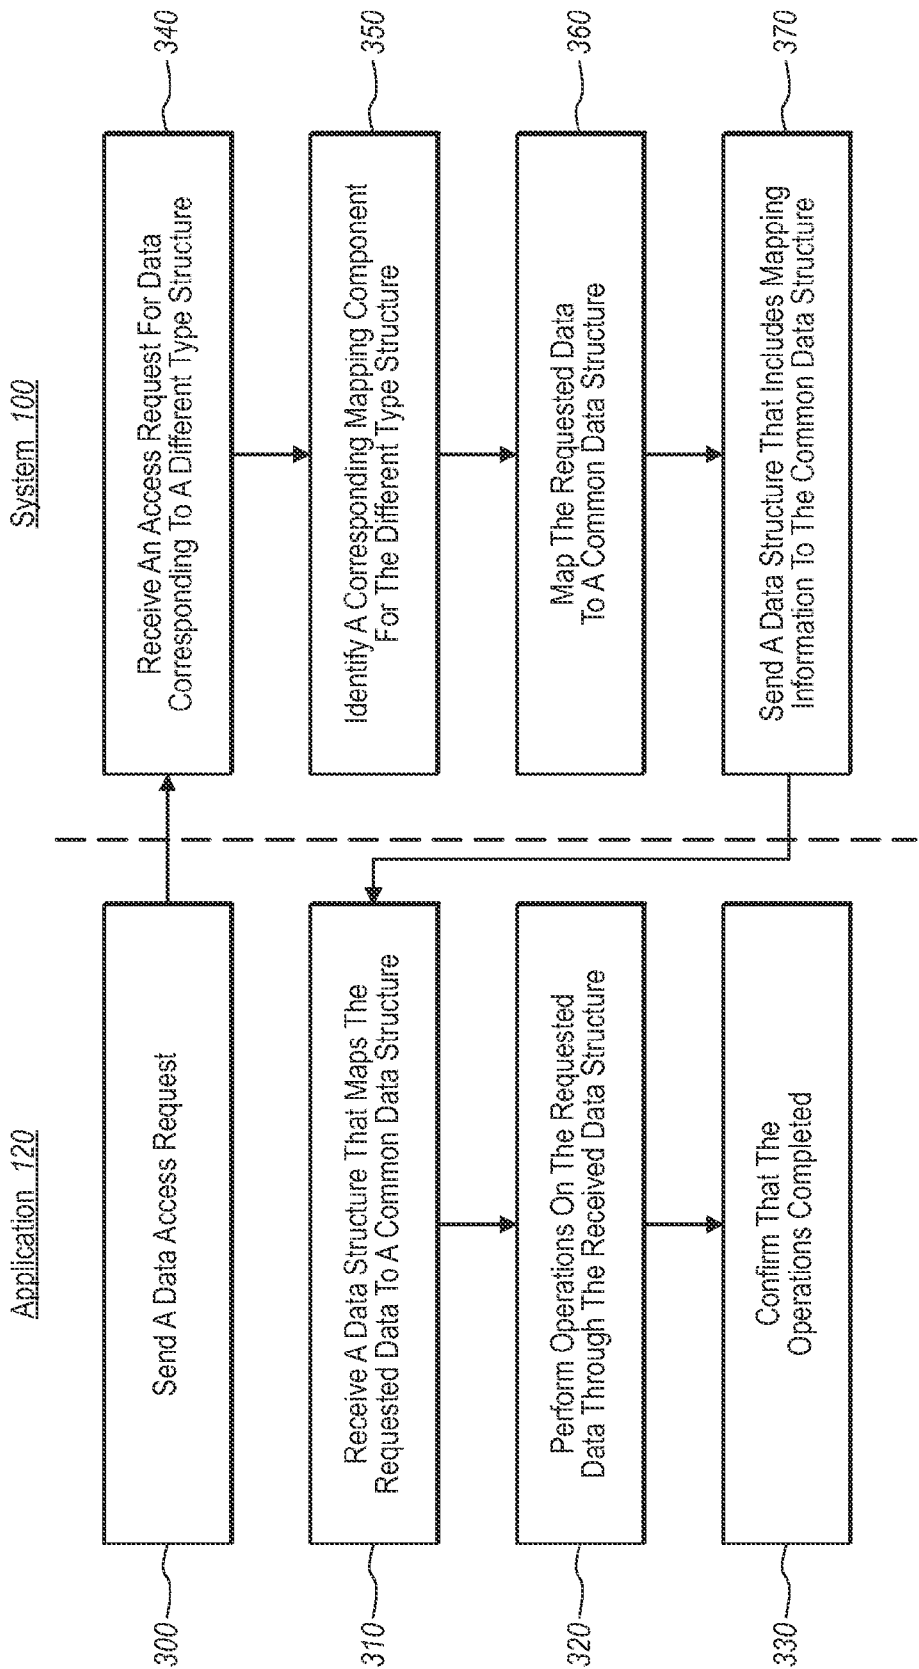 Application 120
System 100
300
Send A Data Access Request
Receive An Access Request For Data
Corresponding To A Different Type Structure
340
310
Receive A Data Structure That Maps The
Requested Data To A Common Data Structure
Identify A Corresponding Mapping Component
For The Different Type Structure
350
320
Perform Operations On The Requested
Data Through The Received Data Structure
Map The Requested Data
To A Common Data Structure
360
330
Confirm That The
Operations Completed
Send A Data Structure That Includes Mapping
Information To The Common Data Structure
370